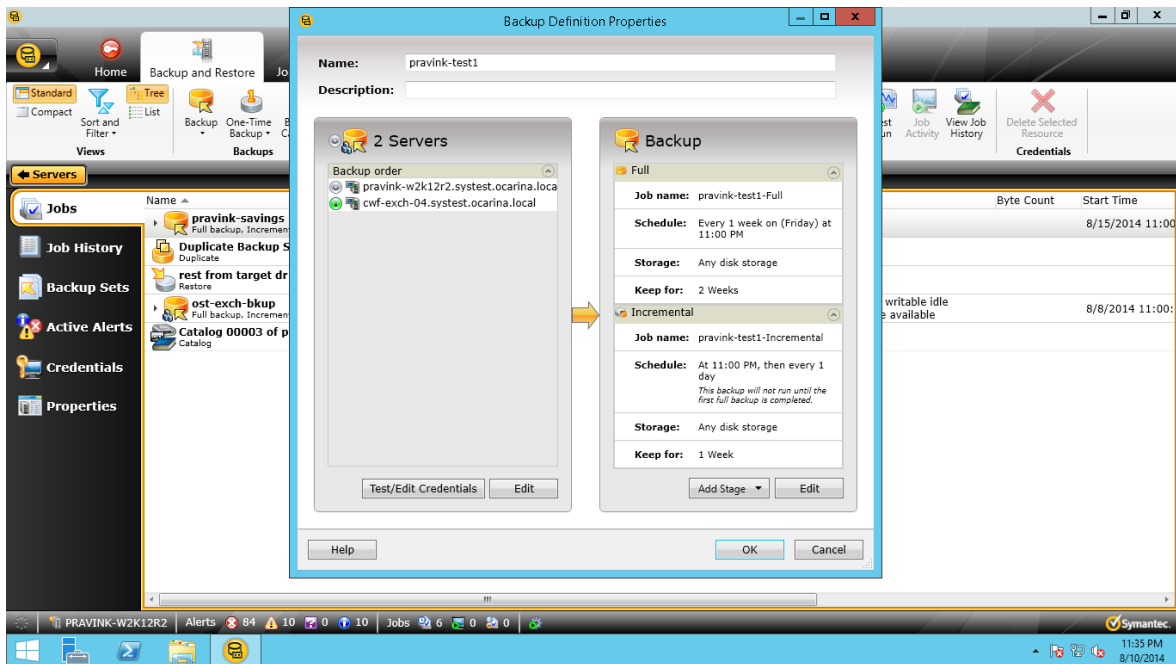 Backup Definition Properties
Home
Backup and Restore
Jo
Standard
Compact
Sort and
Filter
Tree
List
Views
Backup
One-Time
Backup
Backups
Name:
pravink-test1
Description:
2 Servers
Backup order
pravink-w2k12r2.systest.ocarina.loca
cwf-exch-04.systest.ocarina.local
Test/Edit Credentials
Edit
Backup
Full
Job name: pravink-test1-Full
Schedule: Every 1 week on (Friday) at
11:00 PM
Storage: Any disk storage
Keep for: 2 Weeks
Incremental
Job name: pravink-test1-Incremental
Schedule: At 11:00 PM, then every 1
day
This backup will not run until the
first full backup is completed.
Storage: Any disk storage
Keep for: 1 Week
Add Stage
Edit
Help
OK
Cancel
Job
Activity
View Job
History
Delete Selected
Resource
Credentials
Servers
Jobs
Job History
Backup Sets
Active Alerts
Credentials
Properties
Name
Byte Count
Start Time
pravink-savings
Full backup, Incremen
8/15/2014 11:00
Duplicate Backup S
Duplicate
rest from target dr
Restore
ost-exch-bkup
Full backup, Incremen
writable idle
e available
8/8/2014 11:00:
Catalog 00003 of p
Catalog
PRAVINK-W2K12R2
Alerts 84 10 0 10
Jobs 6 0 0
Symantec.
11:35 PM
8/10/2014